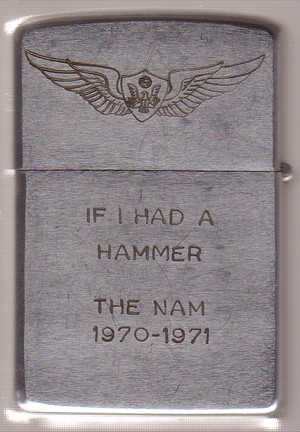 IF I HAD A
HAMMER
THE NAM
1970-1971